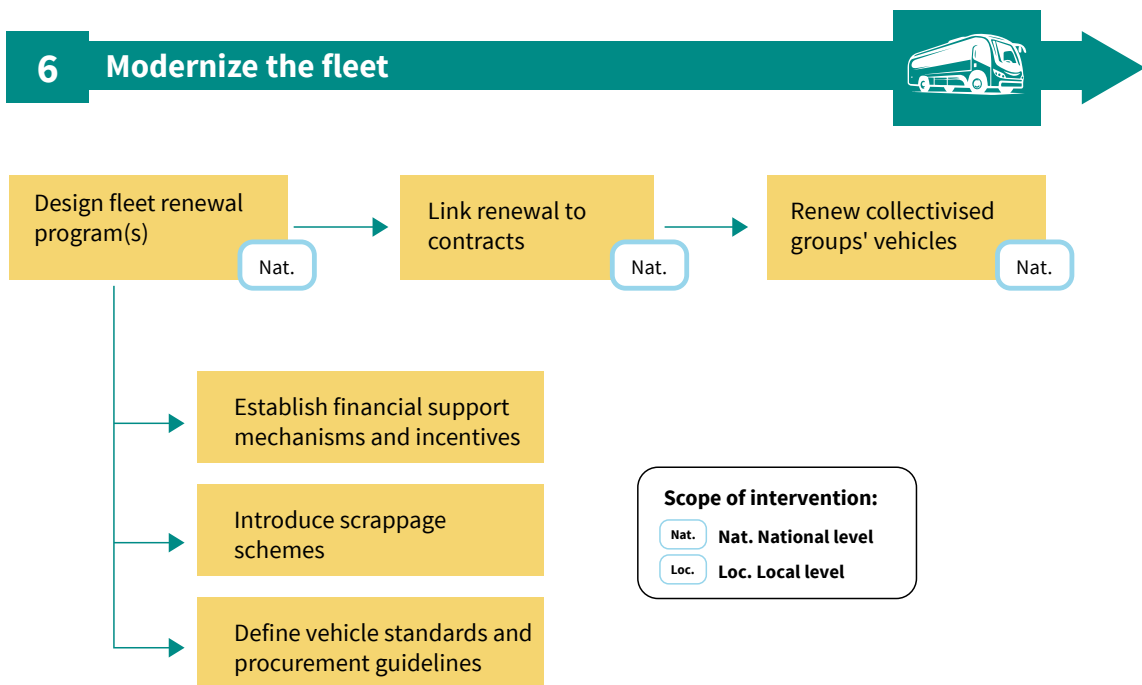 6 Modernize the fleet
Design fleet renewal
program(s)
Nat.
Link renewal to
contracts
Nat.
Renew collectivised
groups' vehicles
Nat.
Establish financial support
mechanisms and incentives
Introduce scrappage
schemes
Define vehicle standards and
procurement guidelines
Scope of intervention:
Nat. Nat. National level
Loc. Loc. Local level